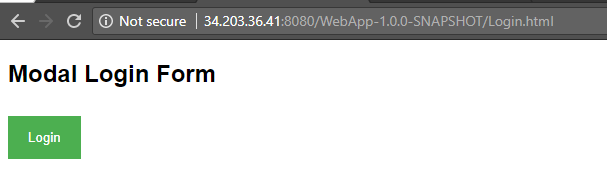 Not secure | 34.203.36.41:8080/WebApp-1.0.0-SNAPSHOT/Login.html
Modal Login Form
Login